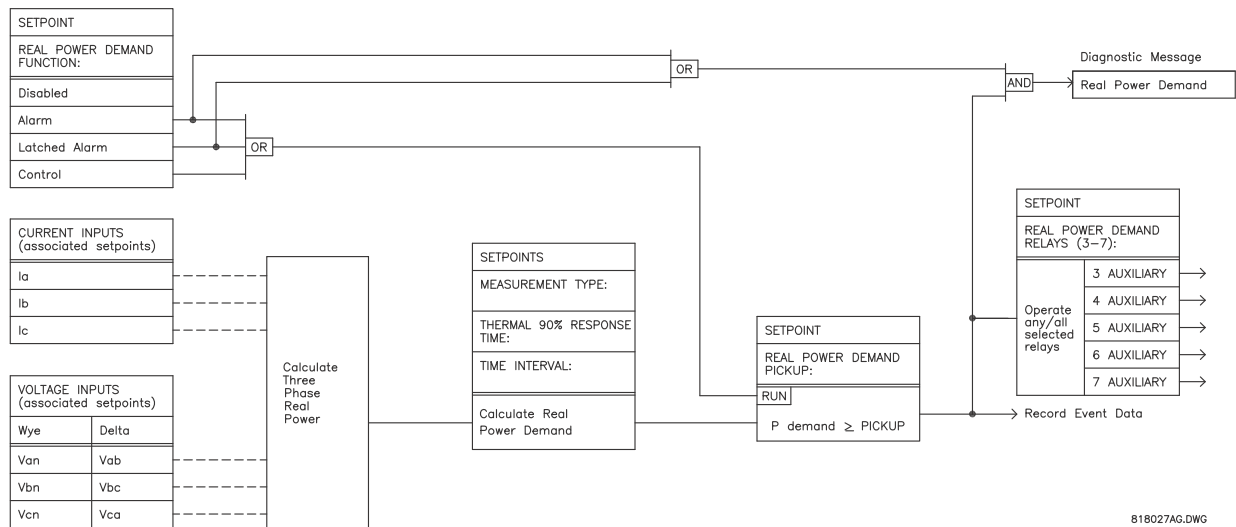 SETPOINT
REAL POWER DEMAND
FUNCTION:
Disabled
Alarm
Latched Alarm
Control
OR
OR
AND
Diagnostic Message
Real Power Demand
CURRENT INPUTS
(associated setpoints)
Ia
Ib
Ic
VOLTAGE INPUTS
(associated setpoints)
Wye
Delta
Van
Vab
Vbn
Vbc
Vcn
Vca
Calculate
Three
Phase
Real
Power
SETPOINTS
MEASUREMENT TYPE:
THERMAL 90% RESPONSE
TIME:
TIME INTERVAL:
Calculate Real
Power Demand
SETPOINT
REAL POWER DEMAND
PICKUP:
RUN
P demand ≥ PICKUP
SETPOINT
REAL POWER DEMAND
RELAYS (3-7):
Operate
any/all
selected
relays
3 AUXILIARY
4 AUXILIARY
5 AUXILIARY
6 AUXILIARY
7 AUXILIARY
Record Event Data
818027AG.DWG